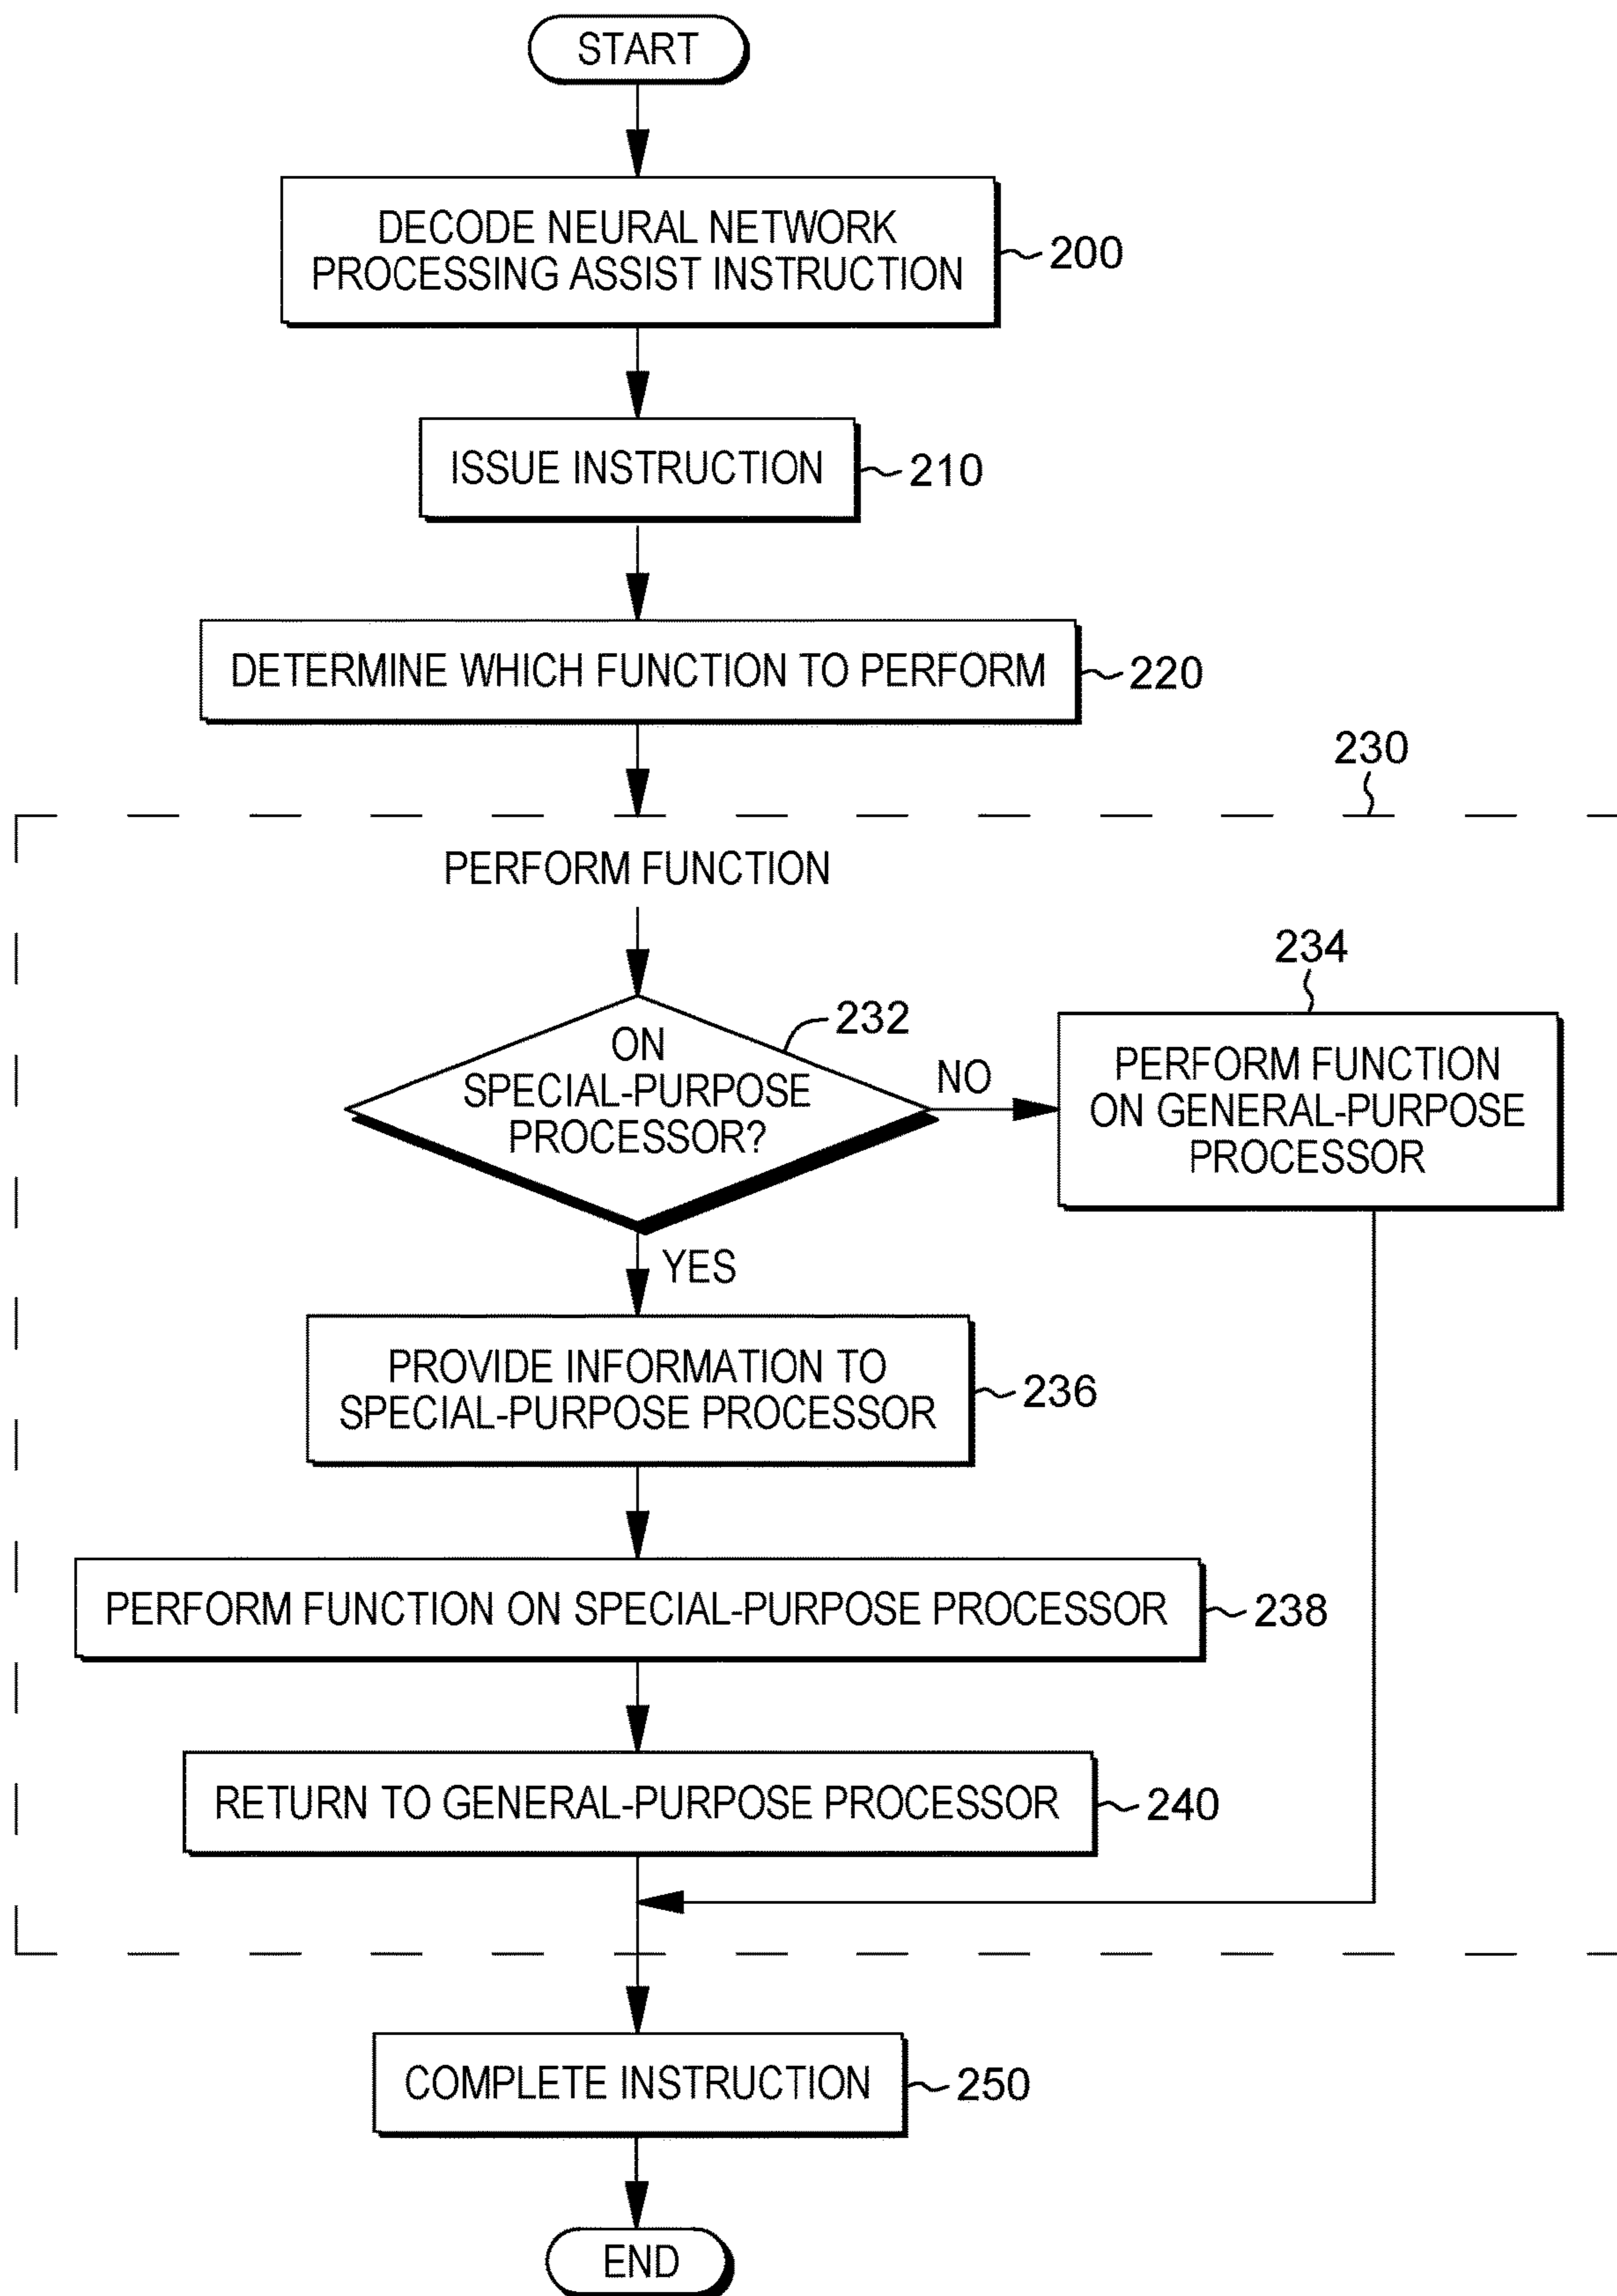 START
DECODE NEURAL NETWORK
PROCESSING ASSIST INSTRUCTION
200
ISSUE INSTRUCTION
210
DETERMINE WHICH FUNCTION TO PERFORM
220
230
PERFORM FUNCTION
ON
SPECIAL-PURPOSE
PROCESSOR?
232
NO
234
PERFORM FUNCTION
ON GENERAL-PURPOSE
PROCESSOR
YES
PROVIDE INFORMATION TO
SPECIAL-PURPOSE PROCESSOR
236
PERFORM FUNCTION ON SPECIAL-PURPOSE PROCESSOR
238
RETURN TO GENERAL-PURPOSE PROCESSOR
240
COMPLETE INSTRUCTION
250
END